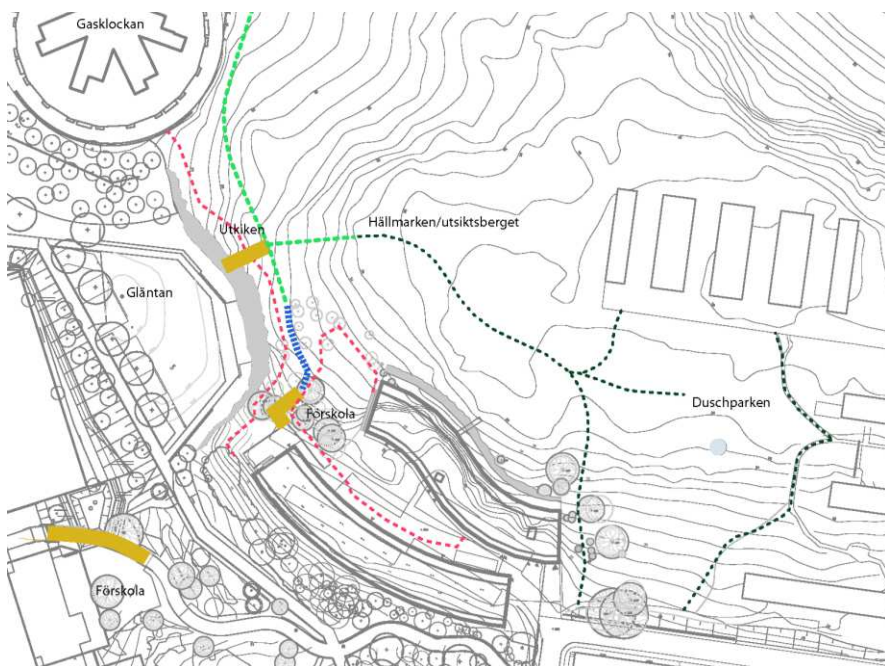 Gasklockan
Utkiken
Hällmarken/utsiktsberget
Gläntan
Duschparken
Förskola
Förskola